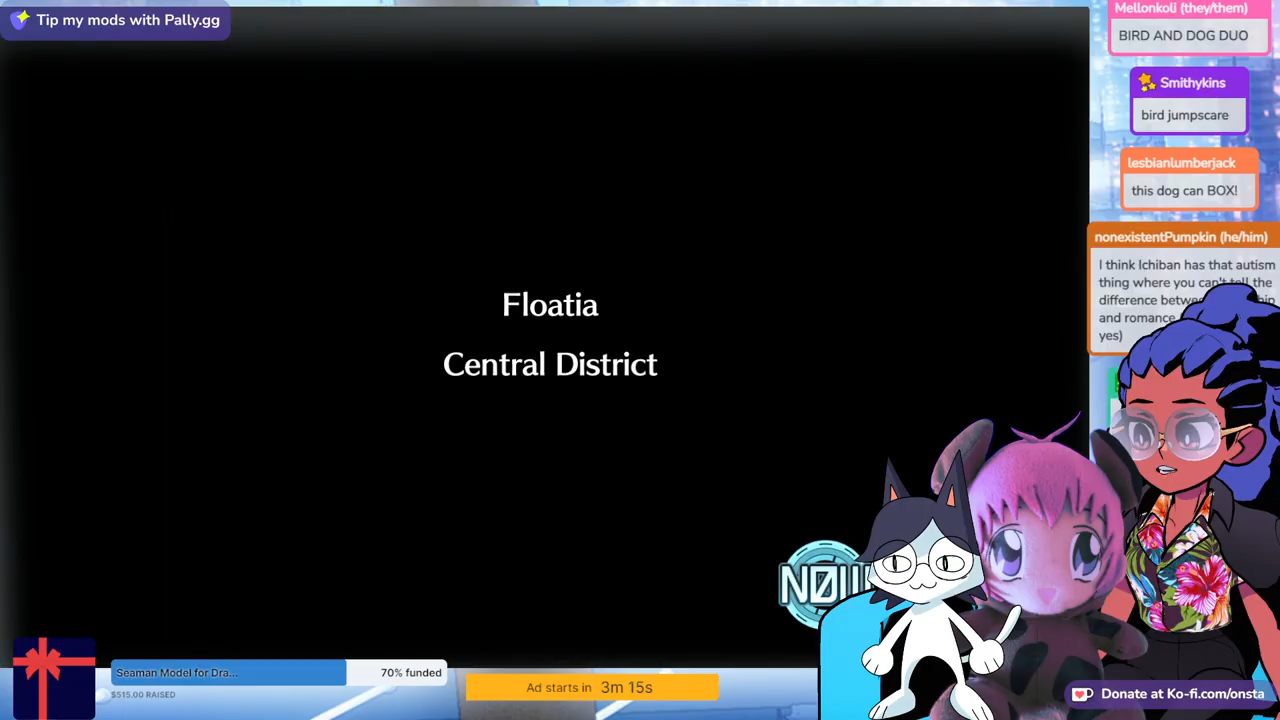 Tip my mods with Pally.gg
Floatia
Central District
Mellonkoli (they/them)
BIRD AND DOG DUO
Smithykins
bird jumpscare
lesbianlumberjack
this dog can BOX!
nonexistentPumpkin (he/him)
I think Ichiban has that autism
thing where you can't tell the
difference
and romance
yes)
Seaman Model for Dra...
70% funded
$515.00 RAISED
Ad starts in 3m 15s
Donate at Ko-fi.com/onsta